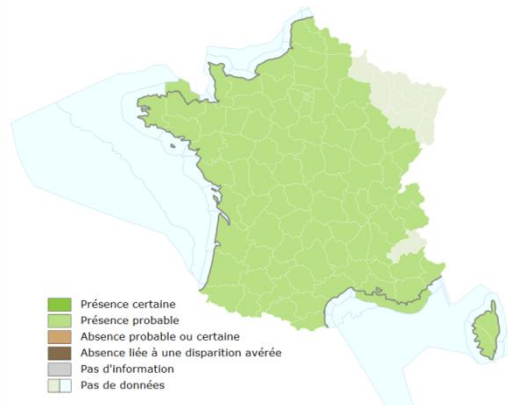 Présence certaine
Présence probable
Absence probable ou certaine
Absence liée à une disparition avérée
Pas d'information
Pas de données